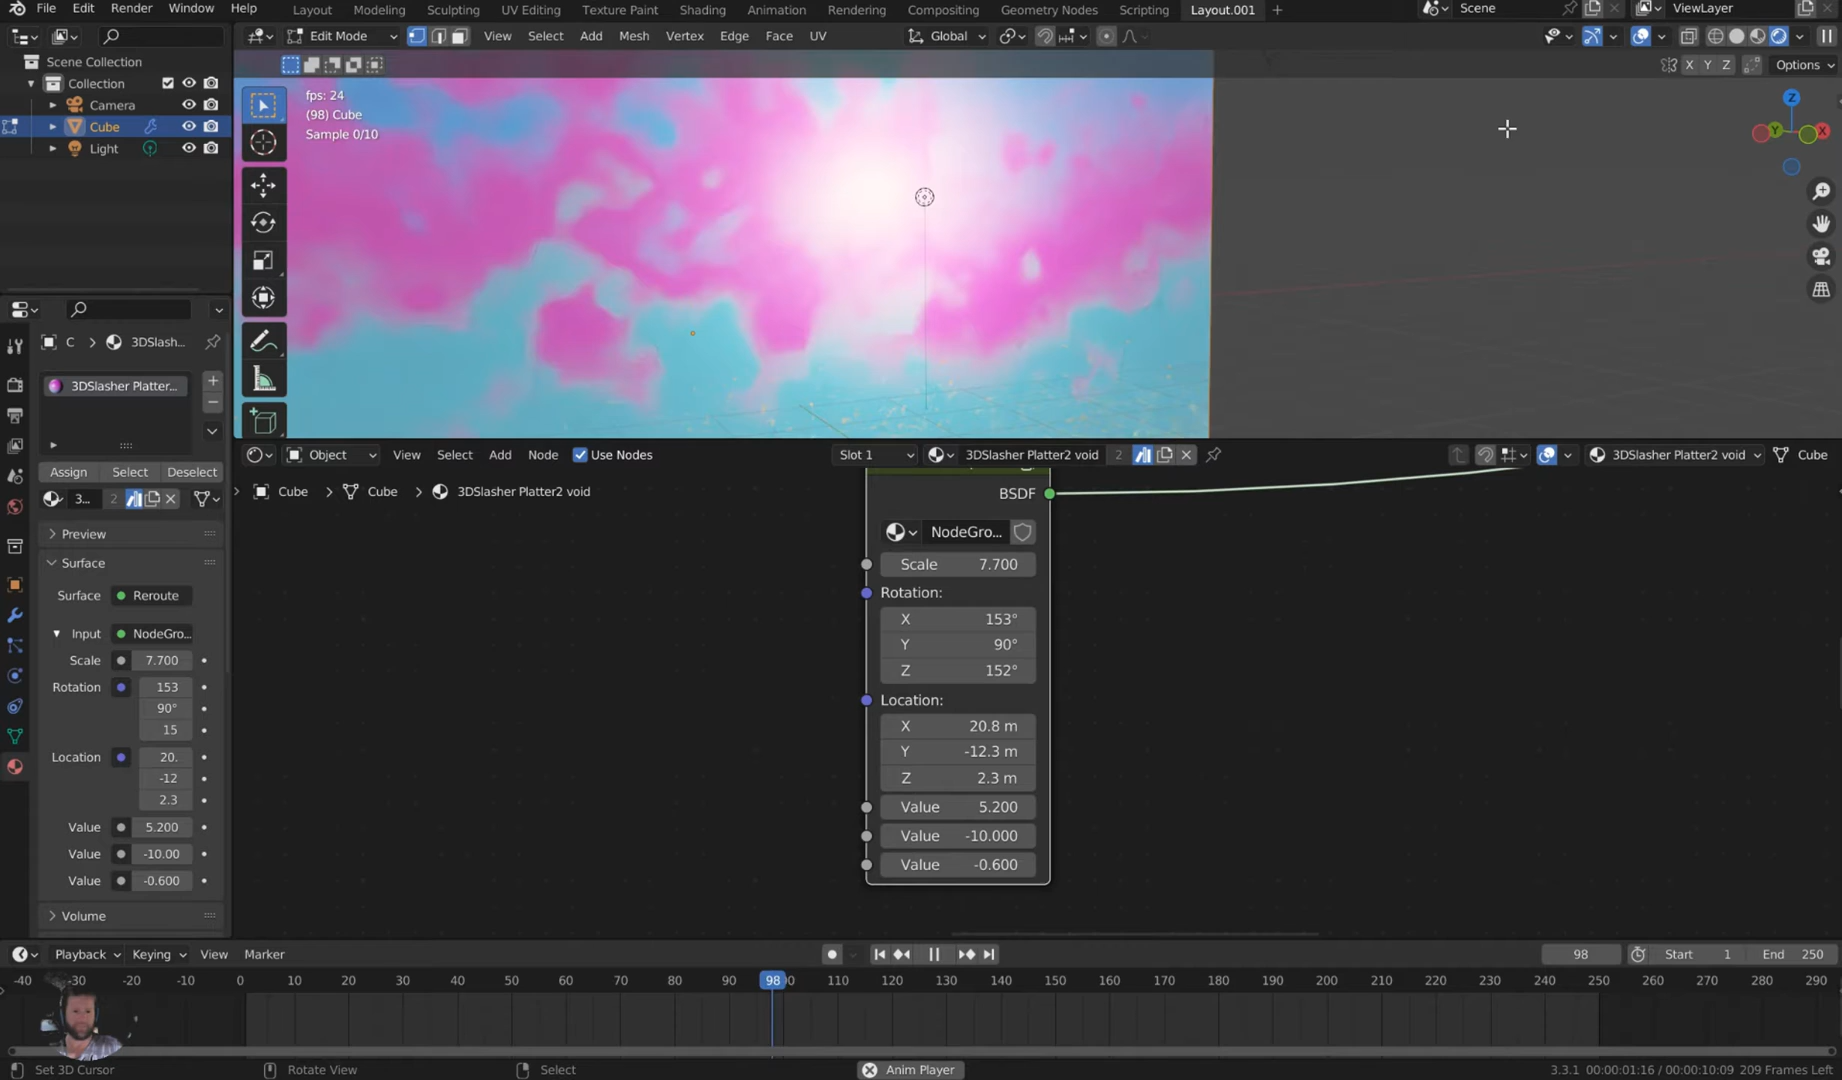 File Edit Render Window Help
Layout Modeling Sculpting UV Editing Texture Paint Shading Animation Rendering Compositing Geometry Nodes Scripting Layout.001 +
Scene ViewLayer
Edit Mode View Select Add Mesh Vertex Edge Face UV Global
X Y Z Options
Scene Collection
Collection
Camera
Cube
Light
fps: 24
(98) Cube
Sample 0/10
Z
Y X
C 3DSlash...
3DSlasher Platter...
Assign Select Deselect
3... 2
Preview
Surface
Surface Reroute
Input NodeGro...
Scale 7.700
Rotation 153
90°
15
Location 20.
-12
2.3
Value 5.200
Value -10.00
Value -0.600
Volume
Object View Select Add Node Use Nodes Slot 1 3DSlasher Platter2 void 2 3DSlasher Platter2 void Cube
Cube Cube 3DSlasher Platter2 void
BSDF
NodeGro...
Scale 7.700
Rotation:
X 153°
Y 90°
Z 152°
Location:
X 20.8 m
Y -12.3 m
Z 2.3 m
Value 5.200
Value -10.000
Value -0.600
Playback Keying View Marker 98 Start 1 End 250
-40 -30 -20 -10 0 10 20 30 40 50 60 70 80 90 98 110 120 130 140 150 160 170 180 190 200 210 220 230 240 250 260 270 280 290
Set 3D Cursor Rotate View Select Anim Player 3.3.1 00:00:01:16 / 00:00:10:09 209 Frames Left